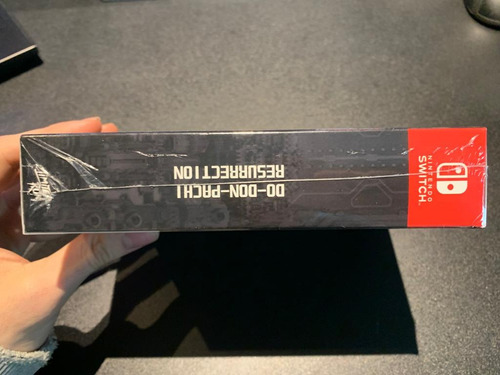 DO-DON-PACHI
RESURRECTION
NINTENDO
SWITCH